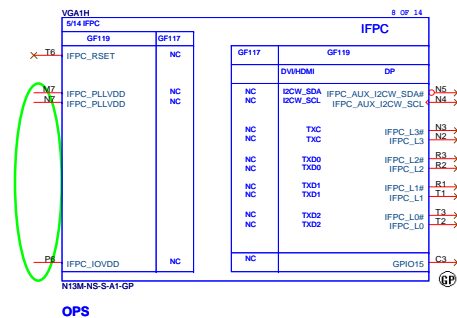 VGA1H 8 OF 14
5/14 IFPC IFPC
GF119 GF117
GF117 GF119
T6 IFPC_RSET NC
DVI/HDMI DP
M7 IFPC_PLLVDD NC
N7 IFPC_PLLVDD NC
NC I2CW_SDA IFPC_AUX_I2CW_SDA# N5
NC I2CW_SCL IFPC_AUX_I2CW_SCL N4
NC TXC IFPC_L3# N3
NC TXC IFPC_L3 N2
NC TXD0 IFPC_L2# R3
NC TXD0 IFPC_L2 R2
NC TXD1 IFPC_L1# R1
NC TXD1 IFPC_L1 T1
NC TXD2 IFPC_L0# T3
NC TXD2 IFPC_L0 T2
P6 IFPC_IOVDD NC
NC GPIO15 C3
GP
N13M-NS-S-A1-GP
OPS